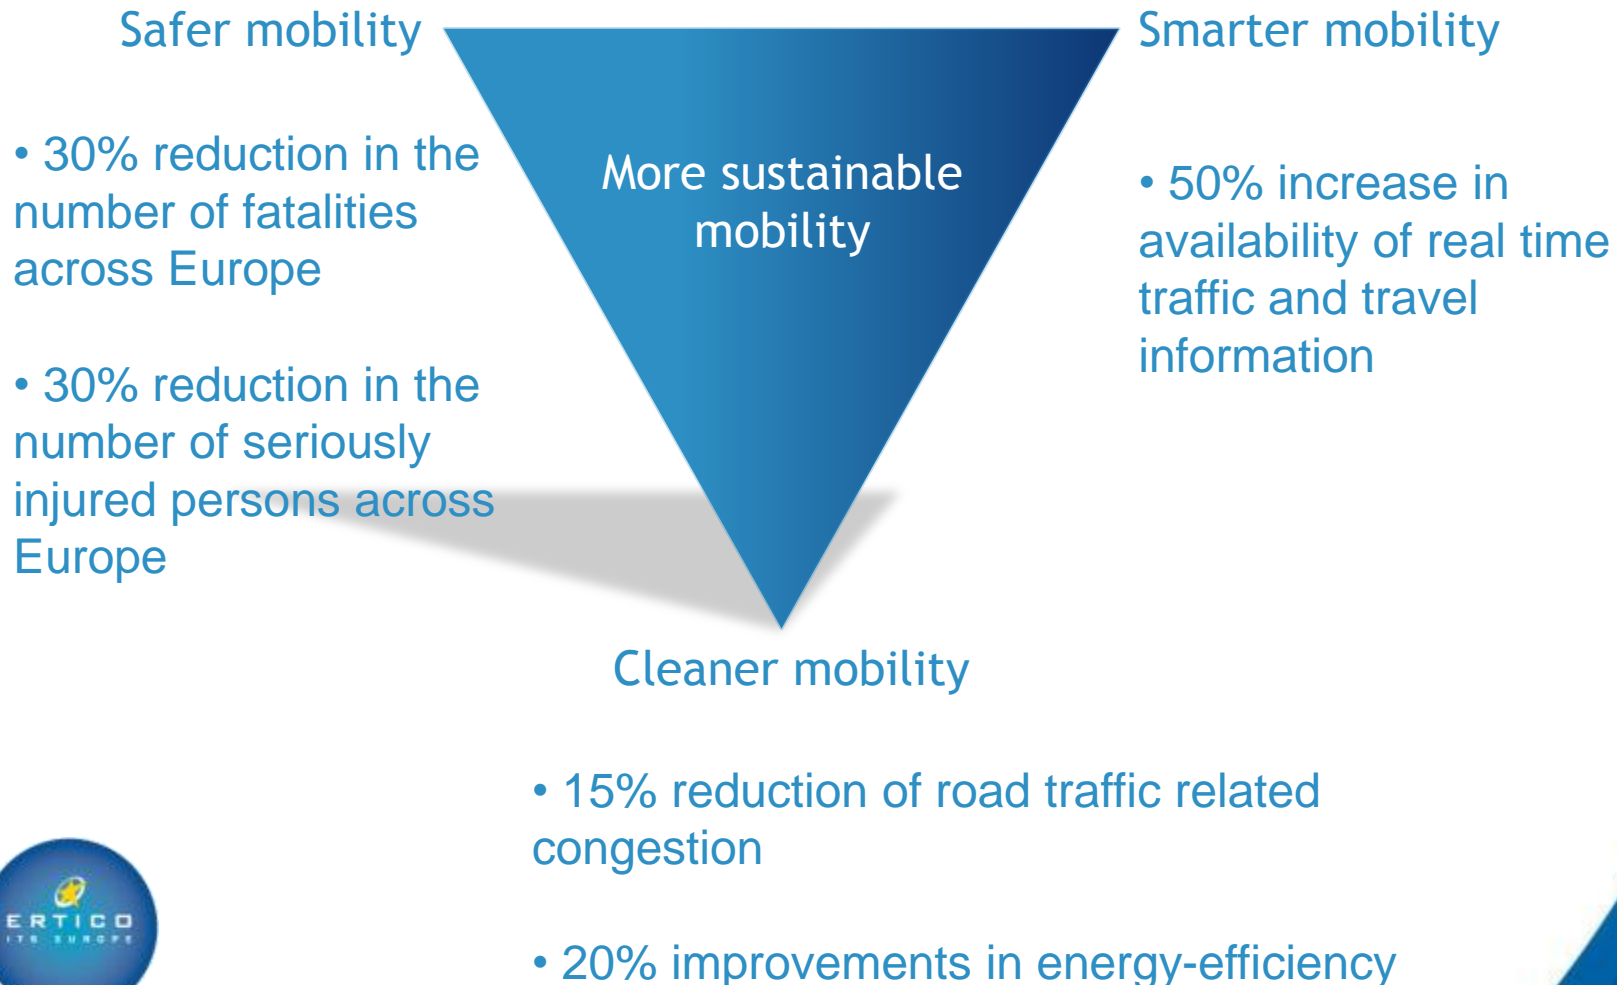 Safer mobility
Smarter mobility
• 30% reduction in the
number of fatalities
across Europe
• 30% reduction in the
number of seriously
injured persons across
Europe
More sustainable
mobility
• 50% increase in
availability of real time
traffic and travel
information
Cleaner mobility
• 15% reduction of road traffic related
congestion
• 20% improvements in energy-efficiency
ERTICO
ITS EUROPE